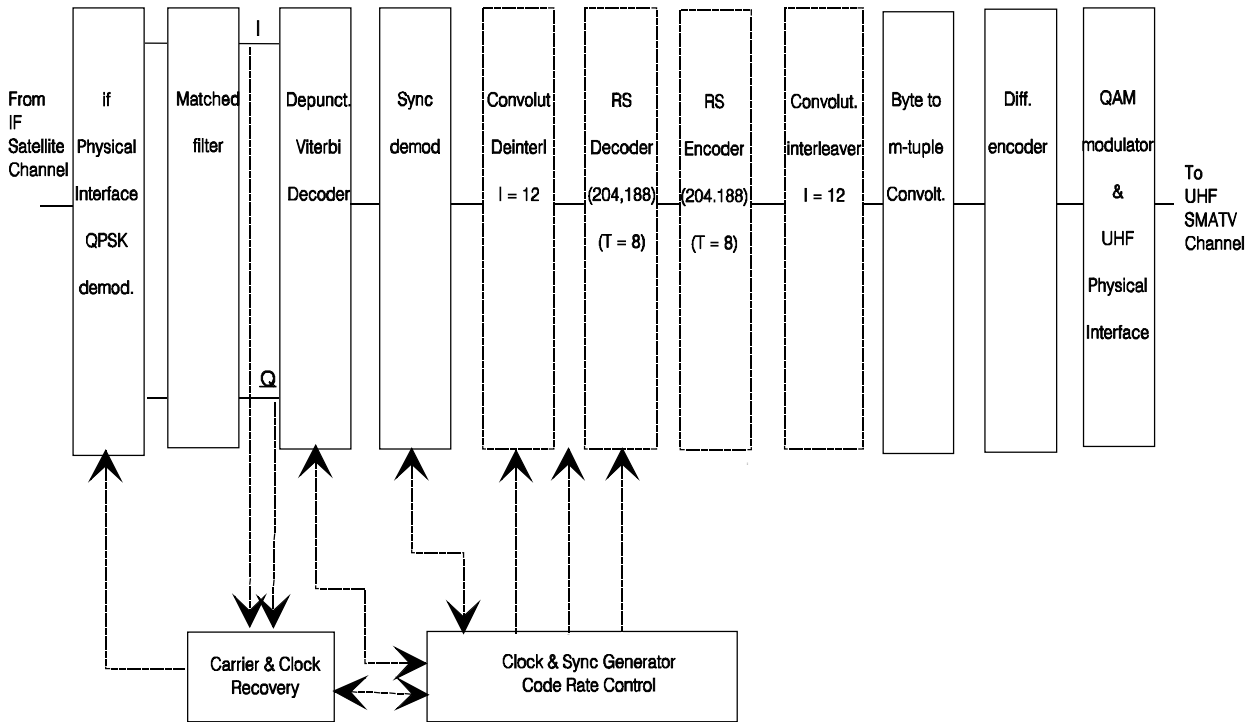 I
From
IF
Satellite
Channel
if
Physical
Interface
QPSK
demod.
Matched
filter
Depunct.
Viterbi
Decoder
Sync
demod
Convolut
Deinterl
I = 12
RS
Decoder
(204,188)
(T = 8)
RS
Encoder
(204.188)
(T = 8)
Convolut.
interleaver
I = 12
Byte to
m-tuple
Convolt.
Diff.
encoder
QAM
modulator
&
UHF
Physical
Interface
To
UHF
SMATV
Channel
Q
Carrier & Clock
Recovery
Clock & Sync Generator
Code Rate Control